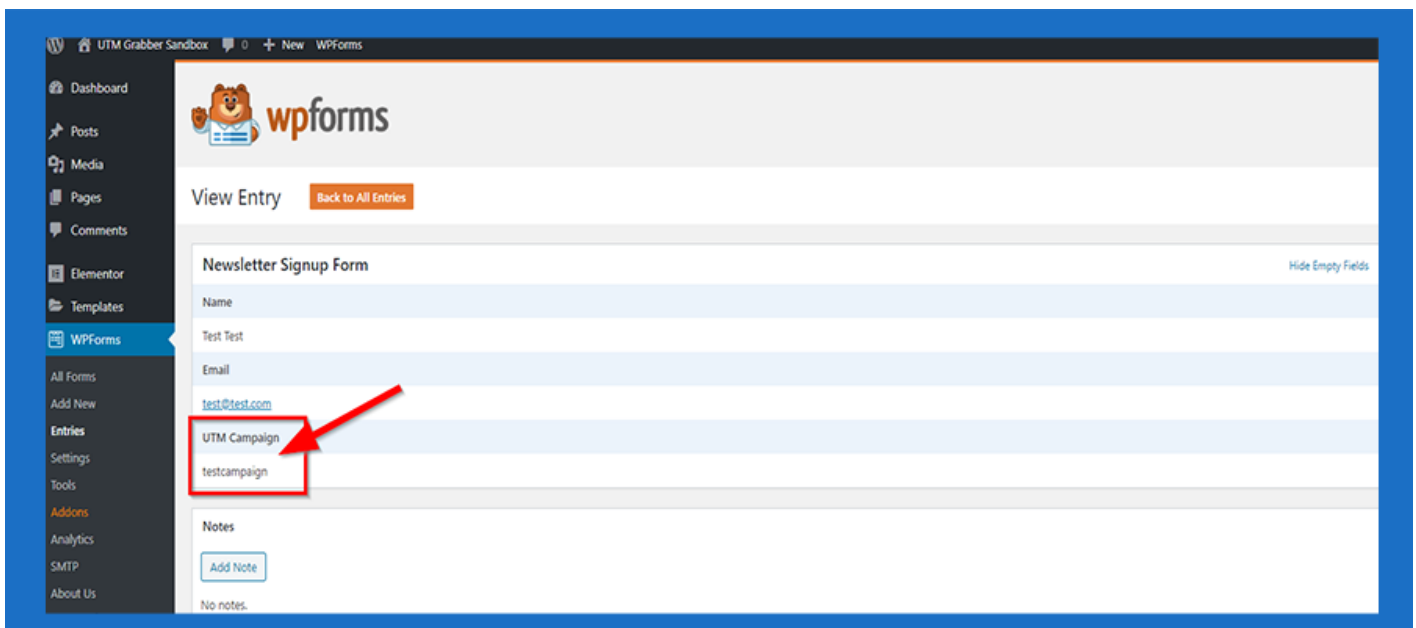 UTM Grabber Sandbox 0 + New WPForms
Dashboard
Posts
Media
Pages
Comments
Elementor
Templates
WPForms
All Forms
Add New
Entries
Settings
Tools
Addons
Analytics
SMTP
About Us
wpforms
View Entry Back to All Entries
Newsletter Signup Form Hide Empty Fields
Name
Test Test
Email
test@test.com
UTM Campaign
testcampaign
Notes
Add Note
No notes.